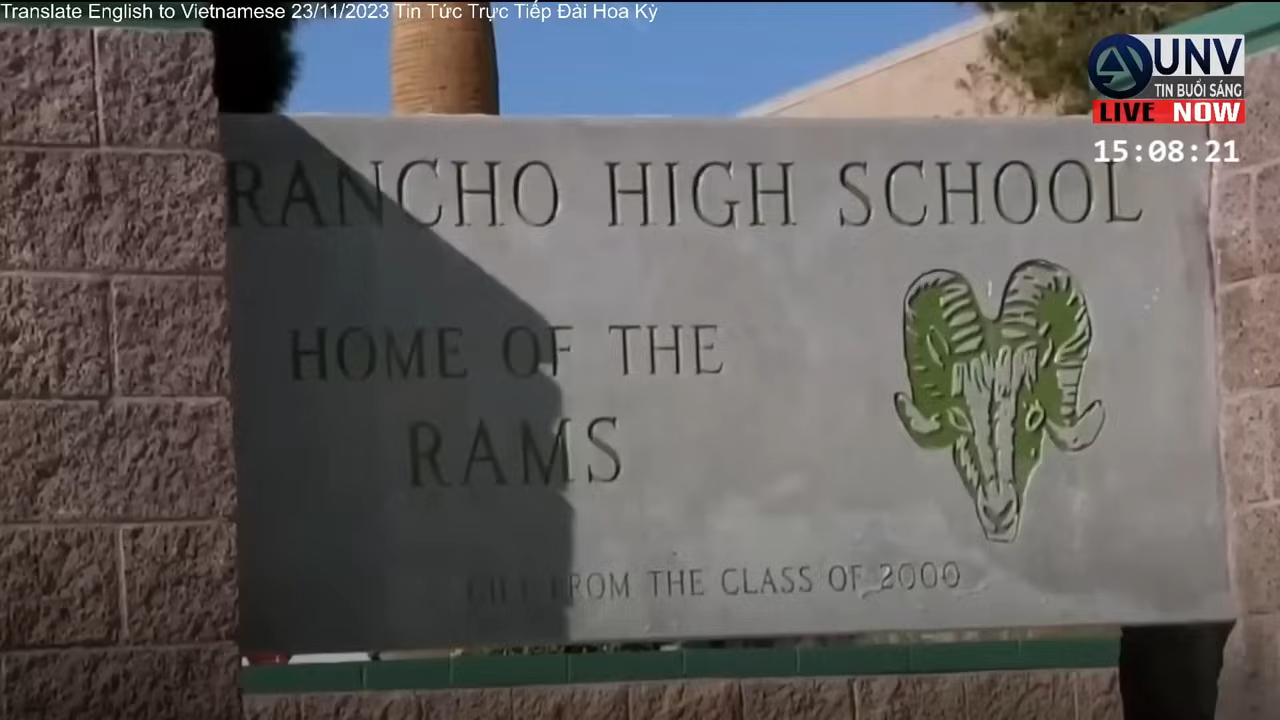 Translate English to Vietnamese 23/11/2023 Tin Tức Trực Tiếp Đài Hoa Kỳ
UNV
TIN BUỔI SÁNG
LIVE NOW
15:08:21
RANCHO HIGH SCHOOL
HOME OF THE
RAMS
GIFT FROM THE CLASS OF 2000